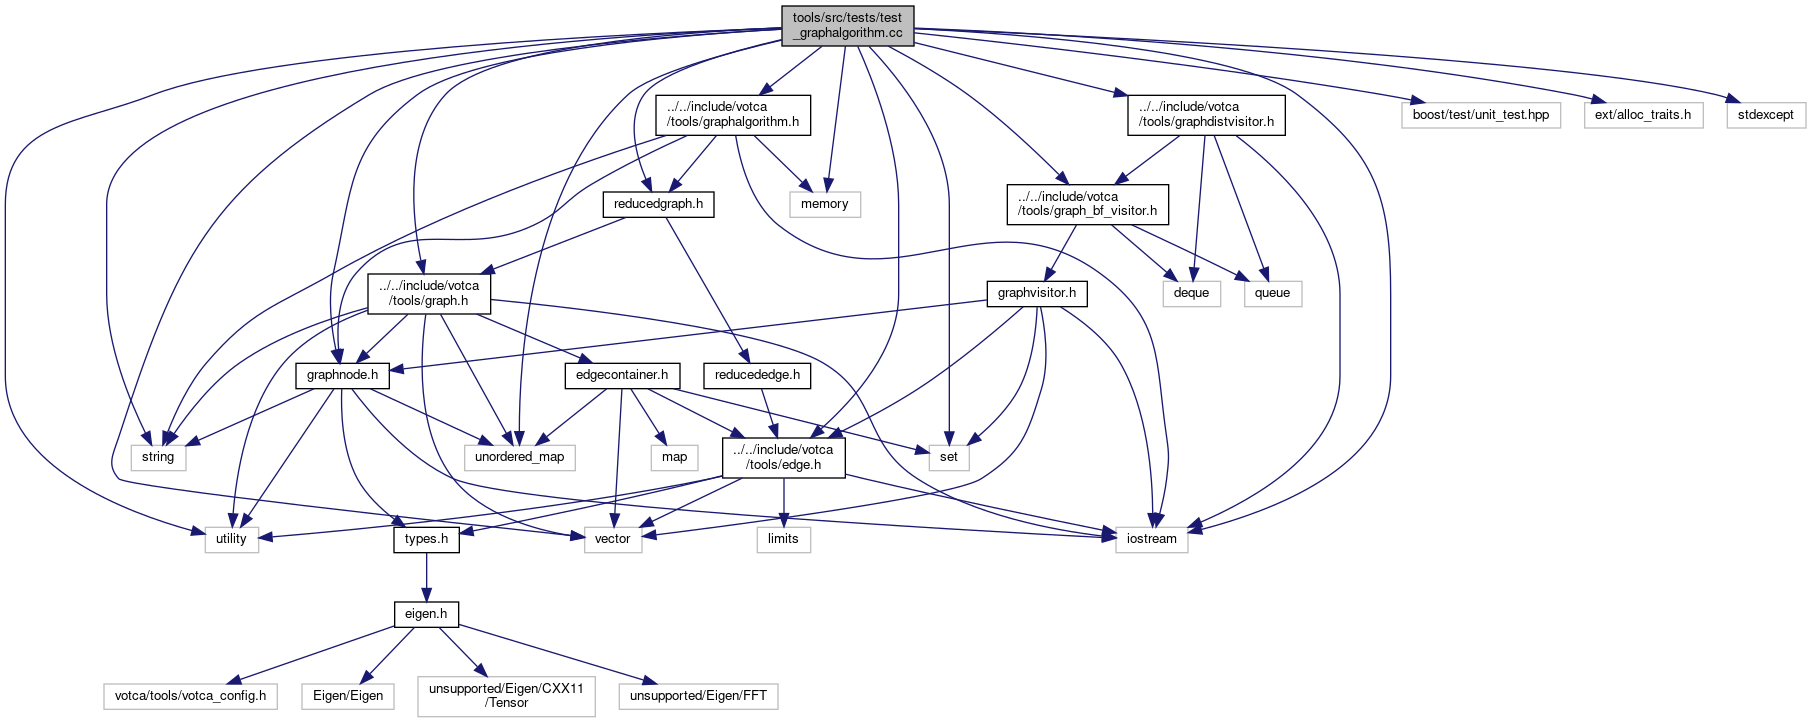 tools/src/tests/test
_graphalgorithm.cc
../../include/votca
/tools/graphalgorithm.h
../../include/votca
/tools/graphdistvisitor.h
boost/test/unit_test.hpp
ext/alloc_traits.h
stdexcept
reducedgraph.h
memory
../../include/votca
/tools/graph_bf_visitor.h
../../include/votca
/tools/graph.h
graphvisitor.h
deque
queue
graphnode.h
edgecontainer.h
reducededge.h
string
unordered_map
map
../../include/votca
/tools/edge.h
set
utility
types.h
vector
limits
iostream
eigen.h
votca/tools/votca_config.h
Eigen/Eigen
unsupported/Eigen/CXX11
/Tensor
unsupported/Eigen/FFT